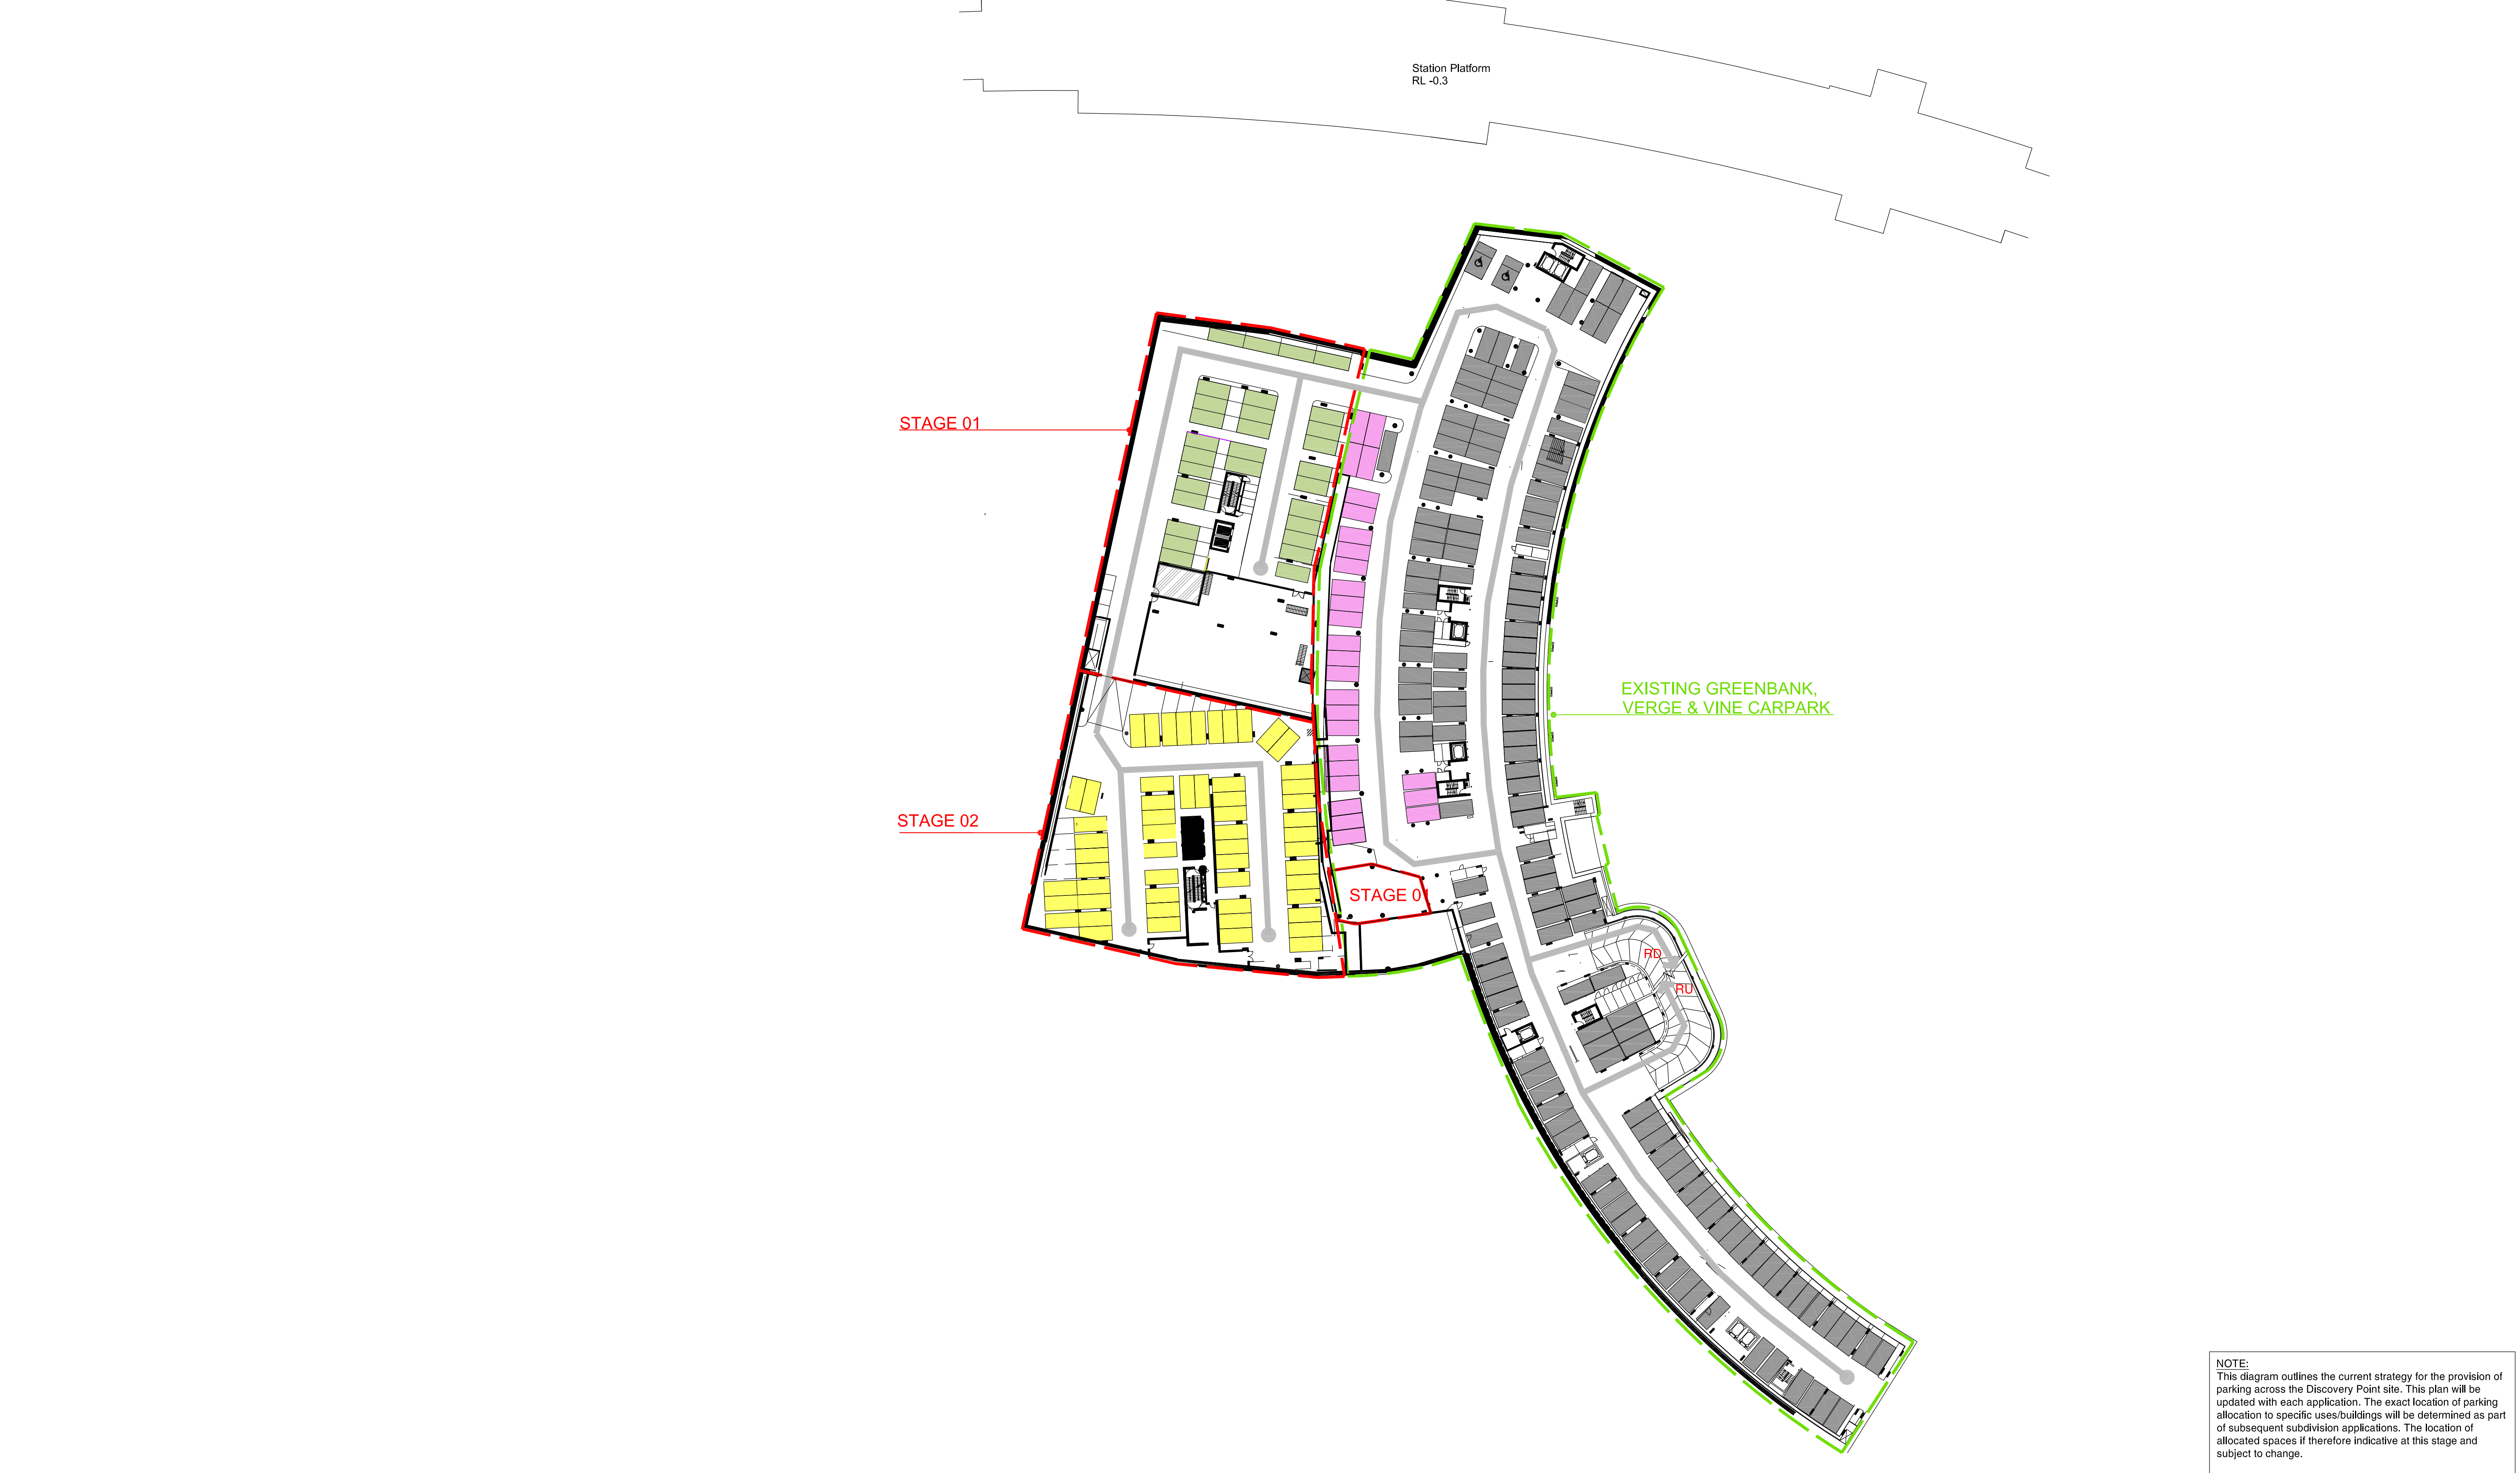 Station Platform
RL -0.3
STAGE 01
EXISTING GREENBANK,
VERGE & VINE CARPARK
STAGE 02
STAGE 01
RD
RU
NOTE:
This diagram outlines the current strategy for the provision of
parking across the Discovery Point site. This plan will be
updated with each application. The exact location of parking
allocation to specific uses/buildings will be determined as part
of subsequent subdivision applications. The location of
allocated spaces if therefore indicative at this stage and
subject to change.